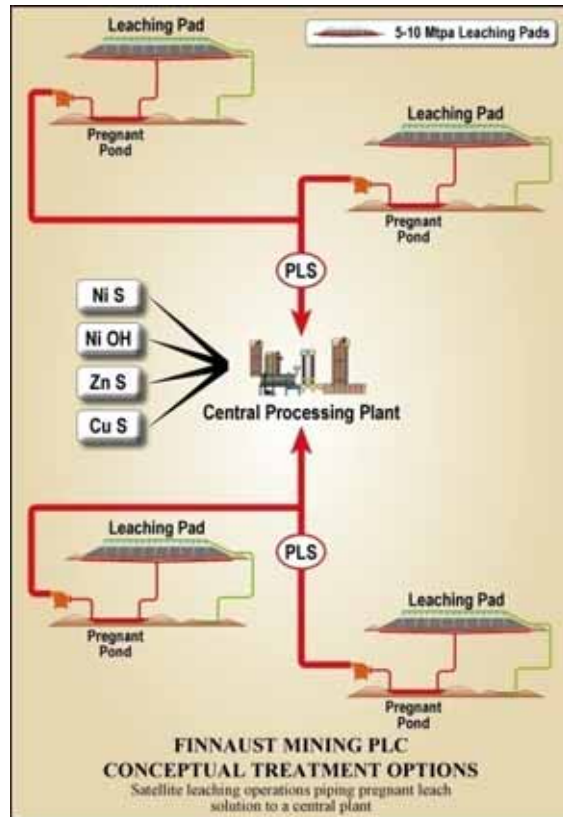 Leaching Pad
5-10 Mtpa Leaching Pads
Pregnant
Pond
Leaching Pad
Pregnant
Pond
PLS
Ni S
Ni OH
Zn S
Cu S
Central Processing Plant
Leaching Pad
Pregnant
Pond
PLS
Leaching Pad
Pregnant
Pond
FINNAUST MINING PLC
CONCEPTUAL TREATMENT OPTIONS
Satellite leaching operations piping pregnant leach
solution to a central plant